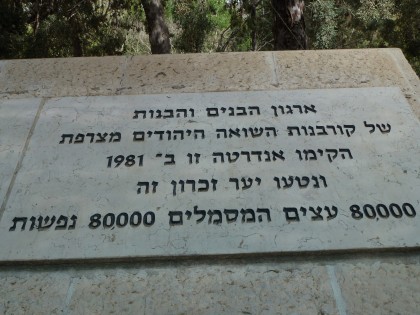 ארגון הבנים והבנות
של קורבנות השואה היהודים מצרפת
הקימו אנדרטה זו ב־ 1981
ונטעו יער זכרון זה
80000 עצים המסמלים 80000 נפשות